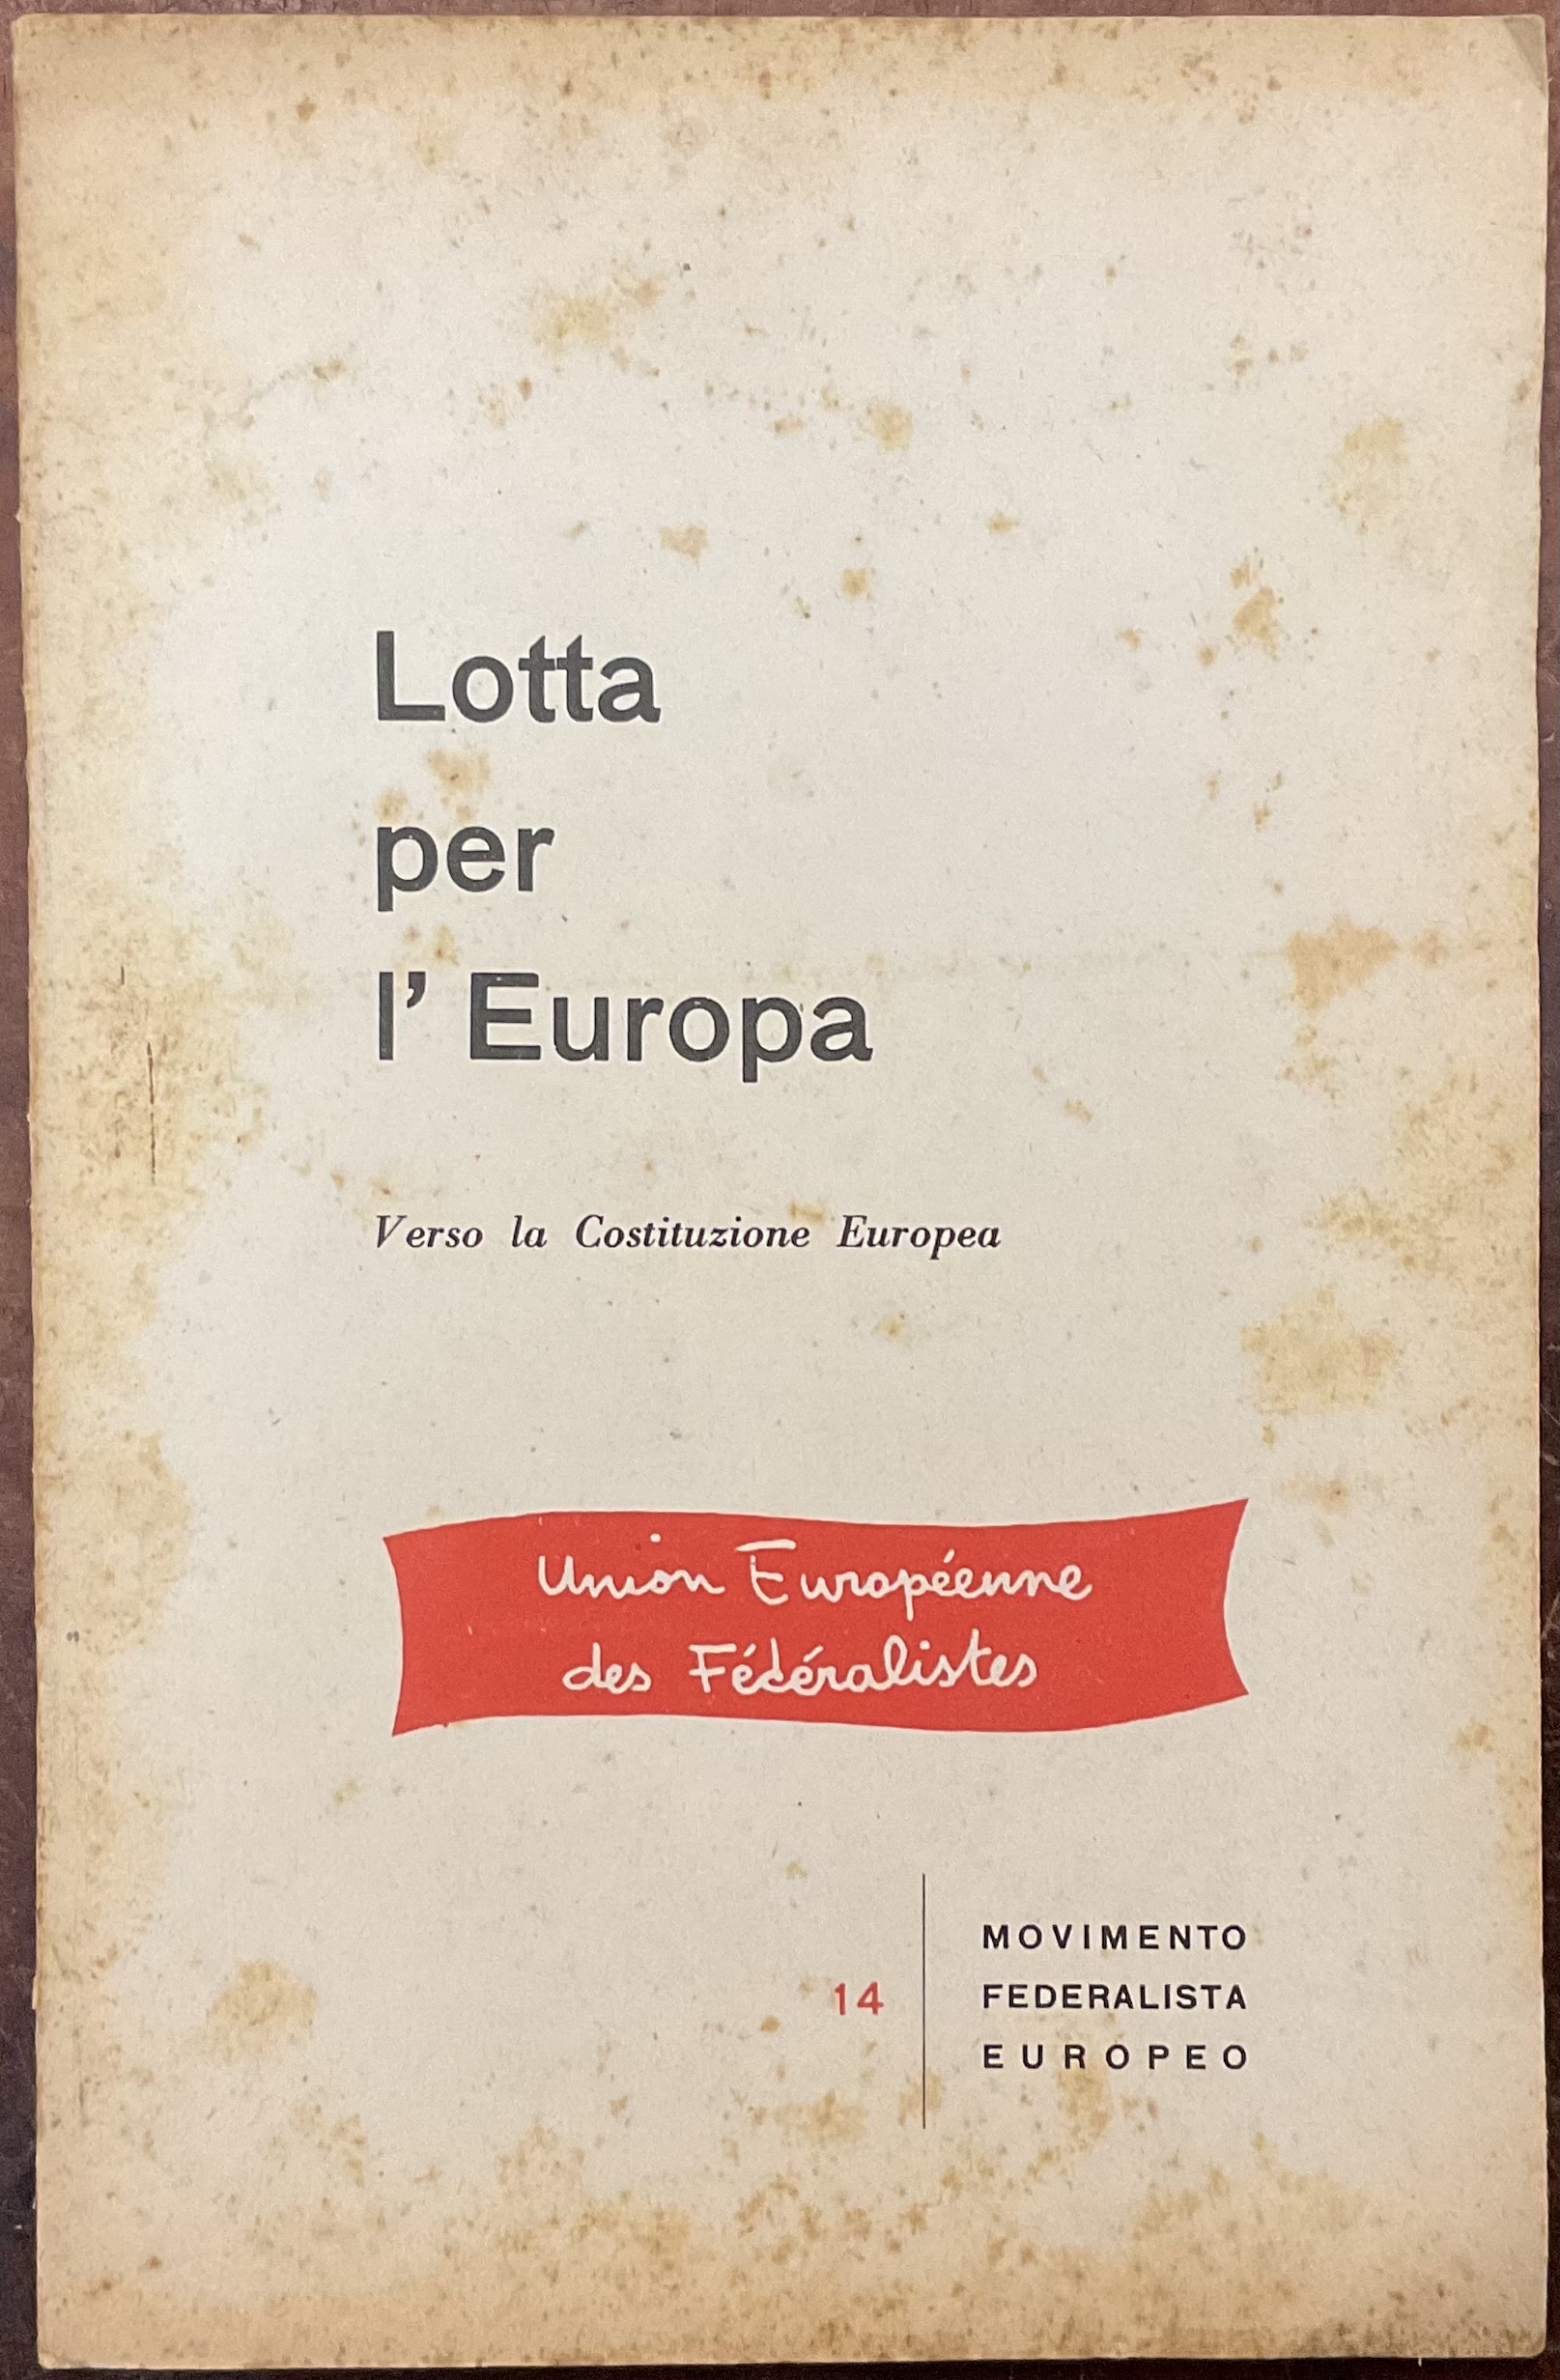 Lotta
per
l' Europa
Verso la Costituzione Europea
Union Européenne
des Fédéralistes
14
MOVIMENTO
FEDERALISTA
EUROPEO